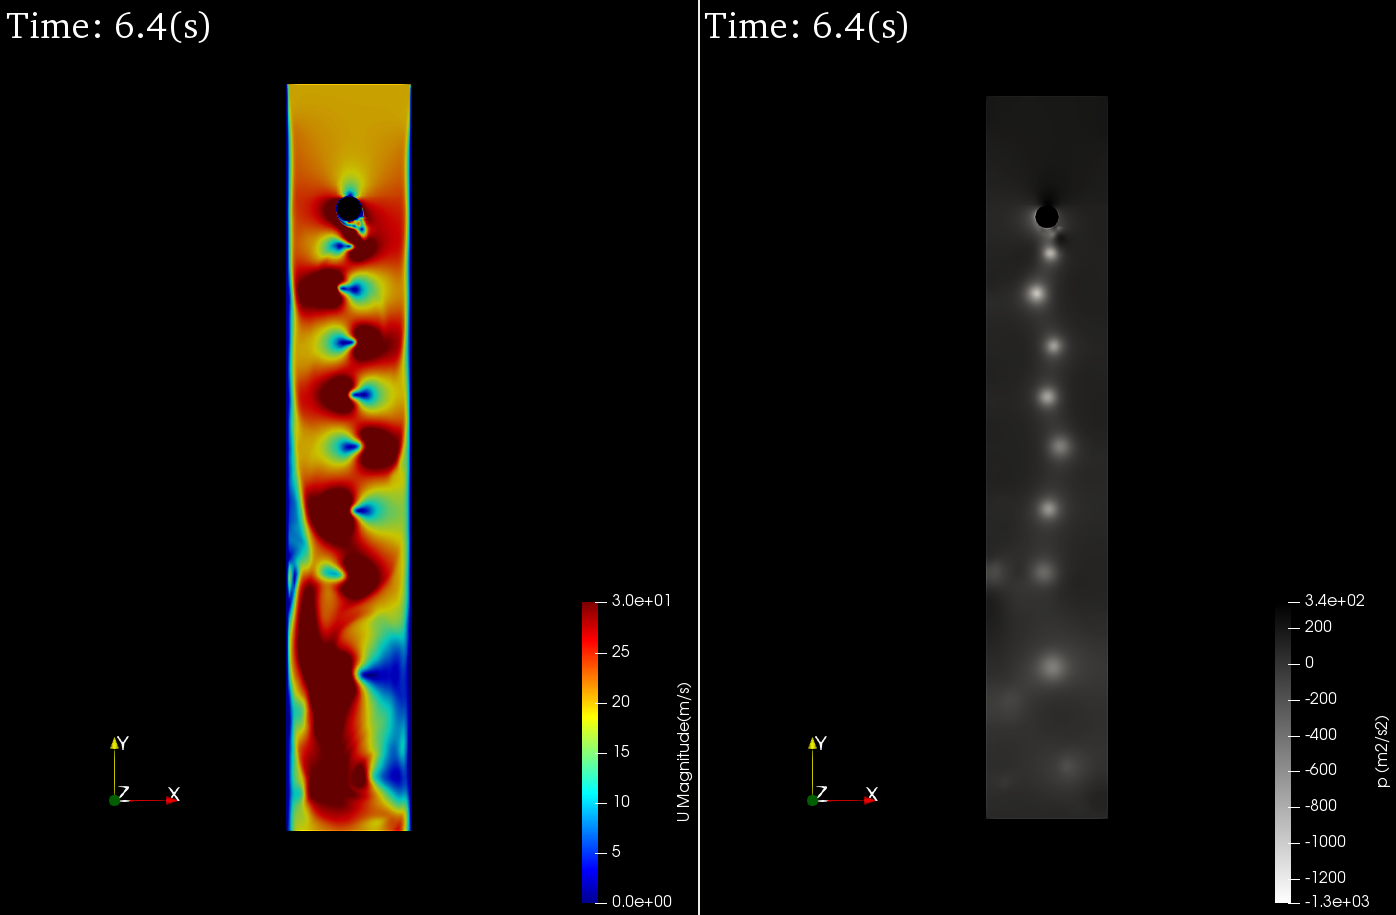 Time: 6.4(s)
Y
Z
X
3.0e+01
25
20
15
10
5
0.0e+00
U Magnitude(m/s)
Time: 6.4(s)
Y
Z
X
3.4e+02
200
0
-200
-400
-600
-800
-1000
-1200
-1.3e+03
p (m2/s2)